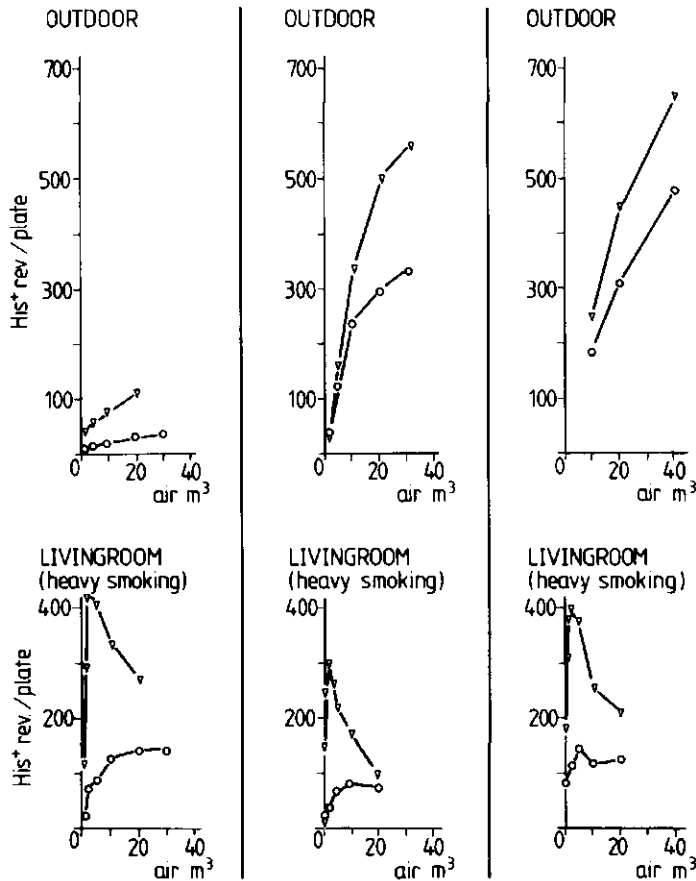 OUTDOOR
700
500
300
100
0 20 40
air m³
His⁺ rev / plate
OUTDOOR
700
500
300
100
0 20 40
air m³
OUTDOOR
700
500
300
100
0 20 40
air m³
LIVINGROOM
(heavy smoking)
400
200
0 20 40
air m³
His⁺ rev. / plate
LIVINGROOM
(heavy smoking)
400
200
0 20 40
air m³
LIVINGROOM
(heavy smoking)
400
200
0 20 40
air m³